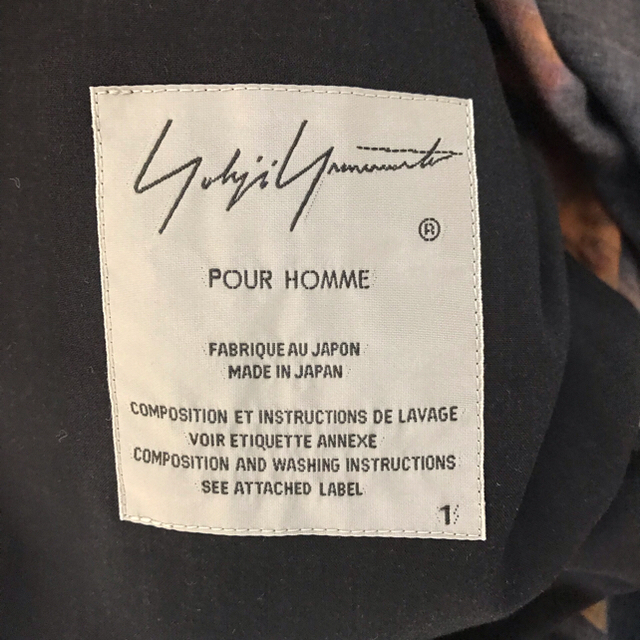 Yohji Yamamoto
®
POUR HOMME
FABRIQUE AU JAPON
MADE IN JAPAN
COMPOSITION ET INSTRUCTIONS DE LAVAGE
VOIR ETIQUETTE ANNEXE
COMPOSITION AND WASHING INSTRUCTIONS
SEE ATTACHED LABEL
1